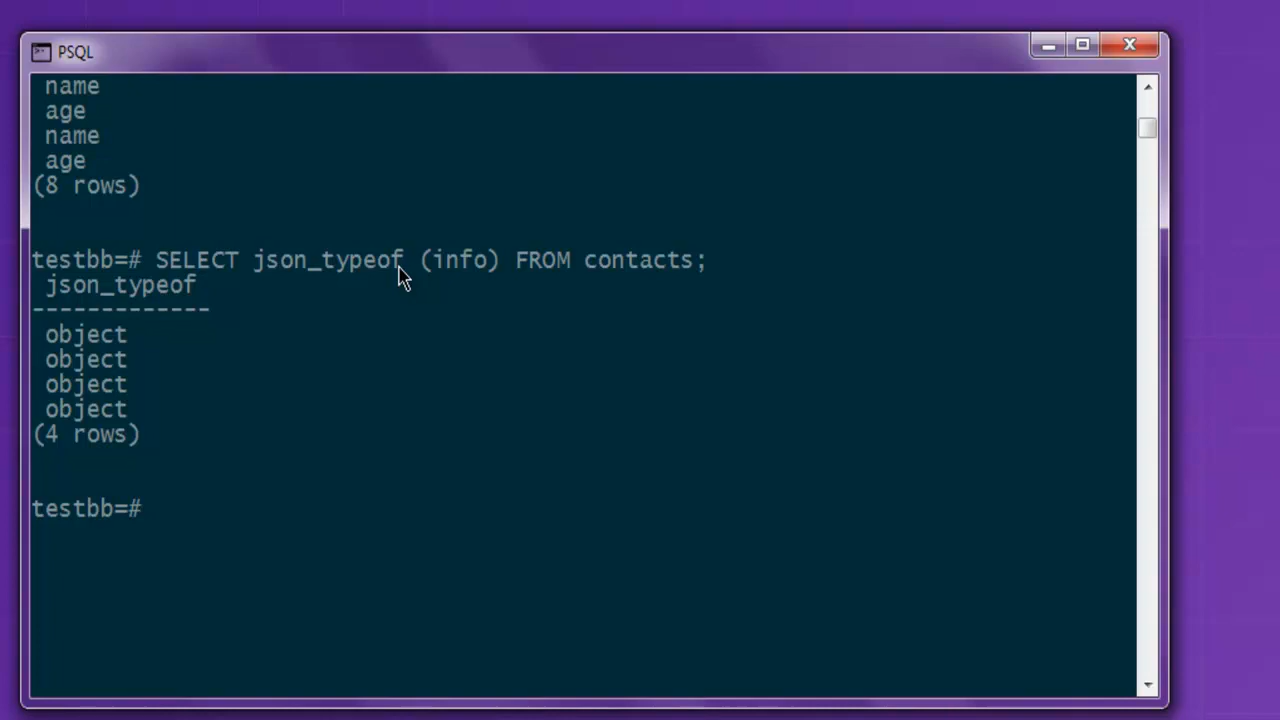 PSQL
name
age
name
age
(8 rows)
testbb=# SELECT json_typeof (info) FROM contacts;
json_typeof
-------------
object
object
object
object
(4 rows)
testbb=#